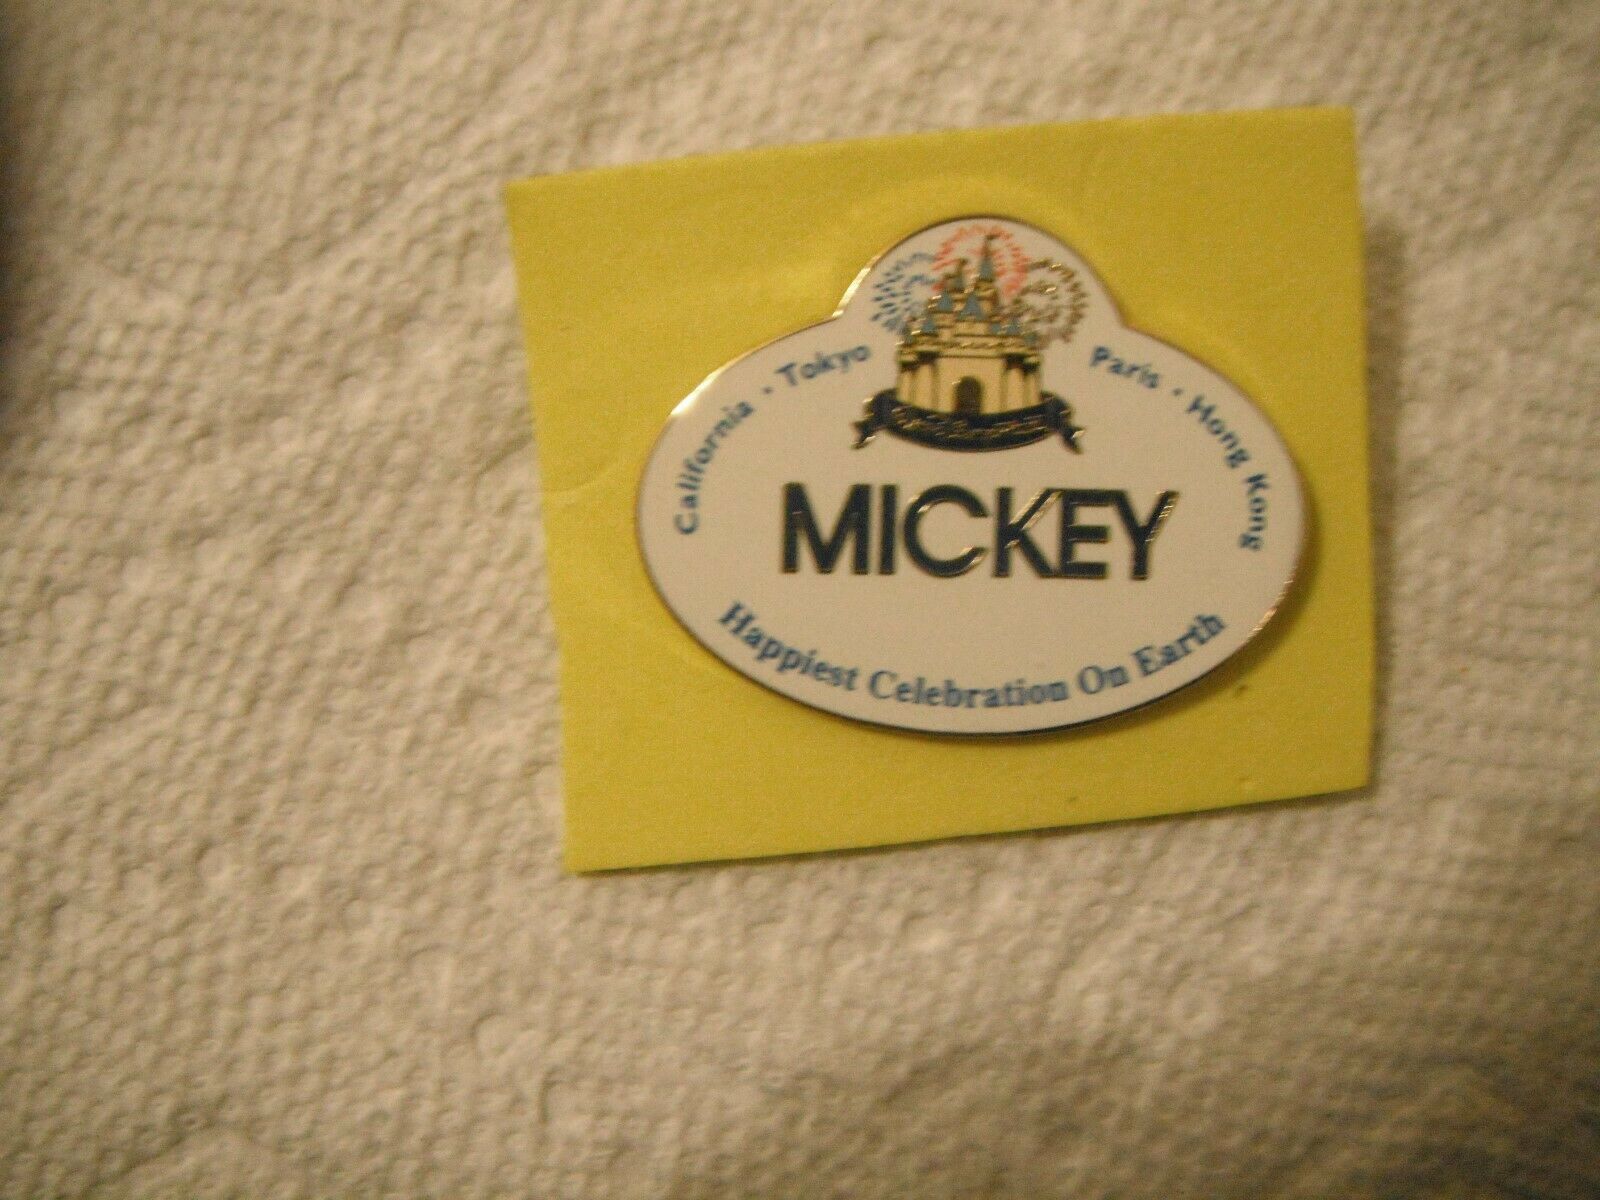 California • Tokyo
Paris • Hong Kong
MICKEY
Happiest Celebration On Earth